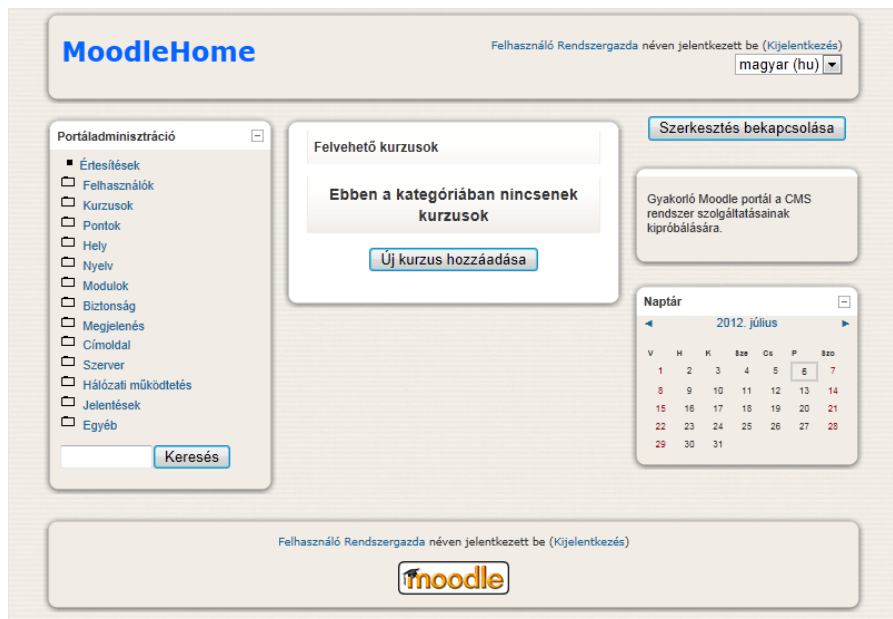 MoodleHome
Felhasználó Rendszergazda néven jelentkezett be (Kijelentkezés)
magyar (hu)
Portáladminisztráció
Értesítések
Felhasználók
Kurzusok
Pontok
Hely
Nyelv
Modulok
Biztonság
Megjelenés
Címoldal
Szerver
Hálózati működtetés
Jelentések
Egyéb
Keresés
Felvehető kurzusok
Ebben a kategóriában nincsenek
kurzusok
Új kurzus hozzáadása
Szerkesztés bekapcsolása
Gyakorló Moodle portál a CMS
rendszer szolgáltatásainak
kipróbálására.
Naptár
◄ 2012. július ►
V H K Sze Cs P Szo
1 2 3 4 5 6 7
8 9 10 11 12 13 14
15 16 17 18 19 20 21
22 23 24 25 26 27 28
29 30 31
Felhasználó Rendszergazda néven jelentkezett be (Kijelentkezés)
moodle